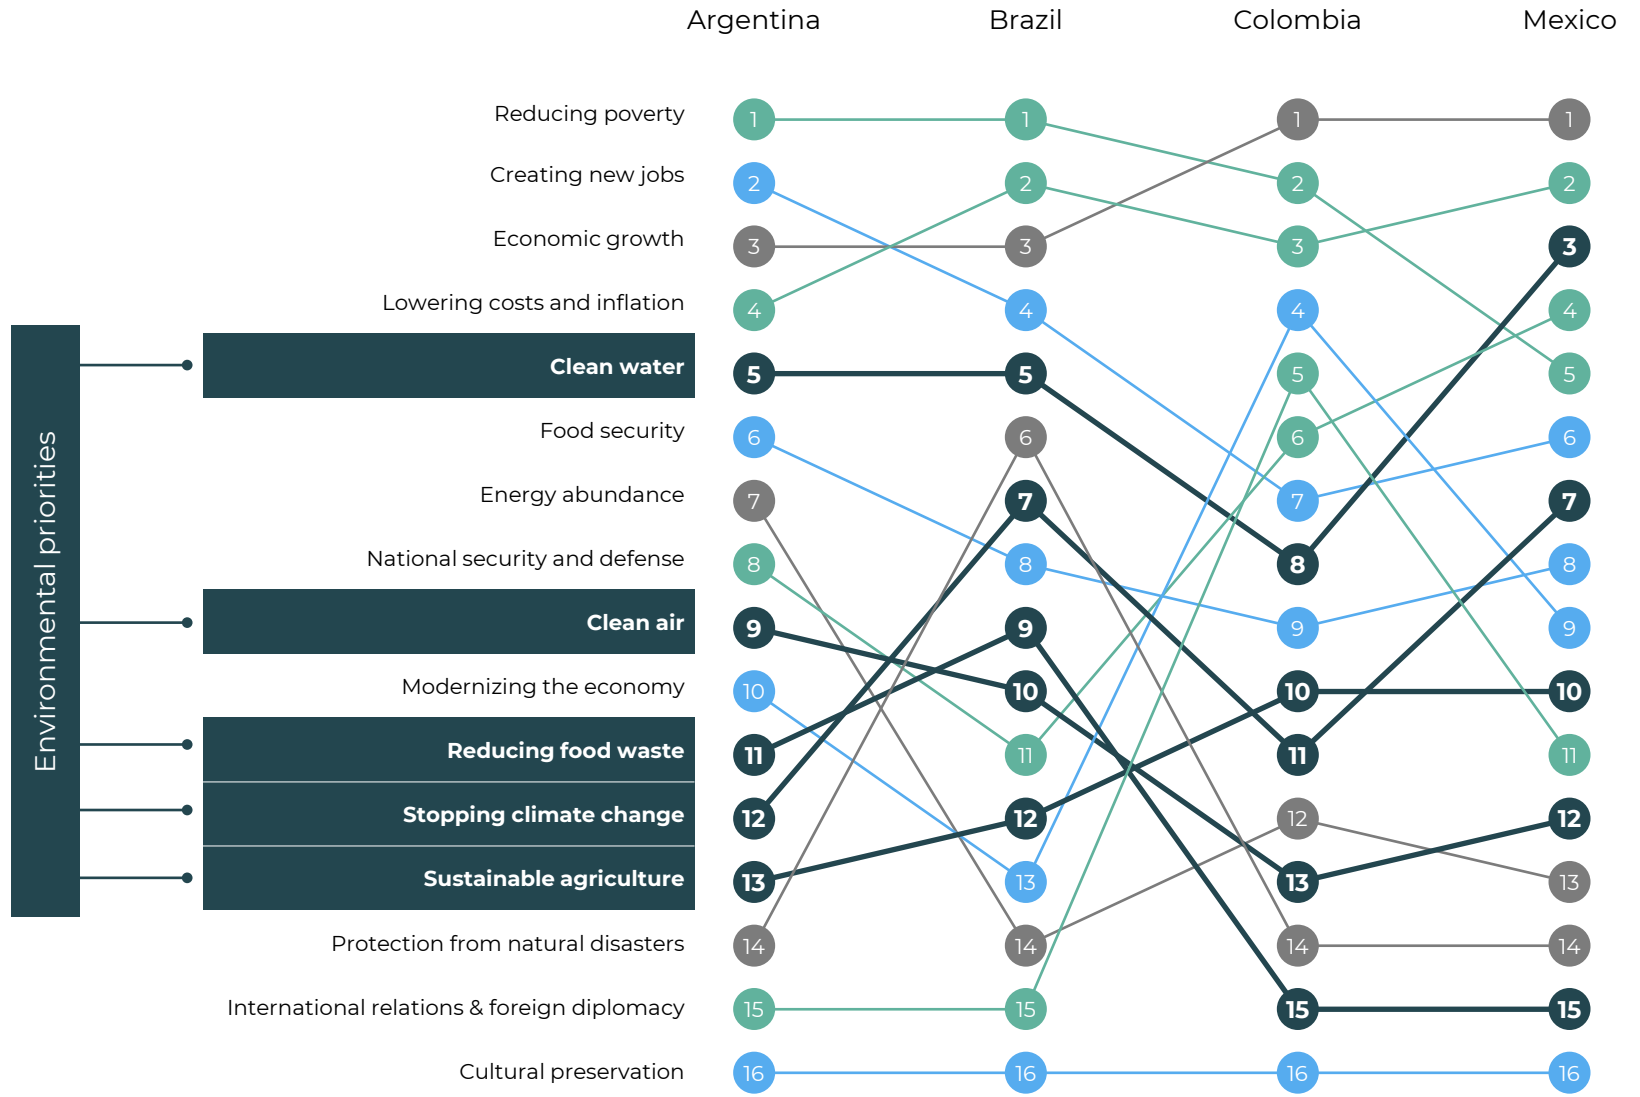 Argentina Brazil Colombia Mexico
Reducing poverty 1 1 1 1
Creating new jobs 2 2 2 2
Economic growth 3 3 3 3
Lowering costs and inflation 4 4 4 4
Clean water 5 5 5 5
Food security 6 6 6 6
Energy abundance 7 7 7 7
National security and defense 8 8 8 8
Clean air 9 9 9 9
Modernizing the economy 10 10 10 10
Reducing food waste 11 11 11 11
Stopping climate change 12 12 12 12
Sustainable agriculture 13 13 13 13
Protection from natural disasters 14 14 14 14
International relations & foreign diplomacy 15 15 15 15
Cultural preservation 16 16 16 16
Environmental priorities